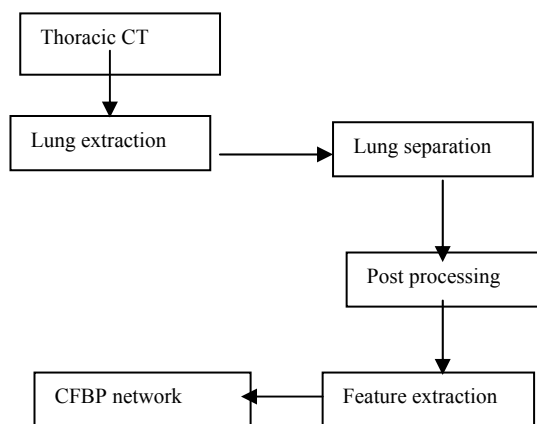 Thoracic CT
Lung extraction
Lung separation
Post processing
Feature extraction
CFBP network